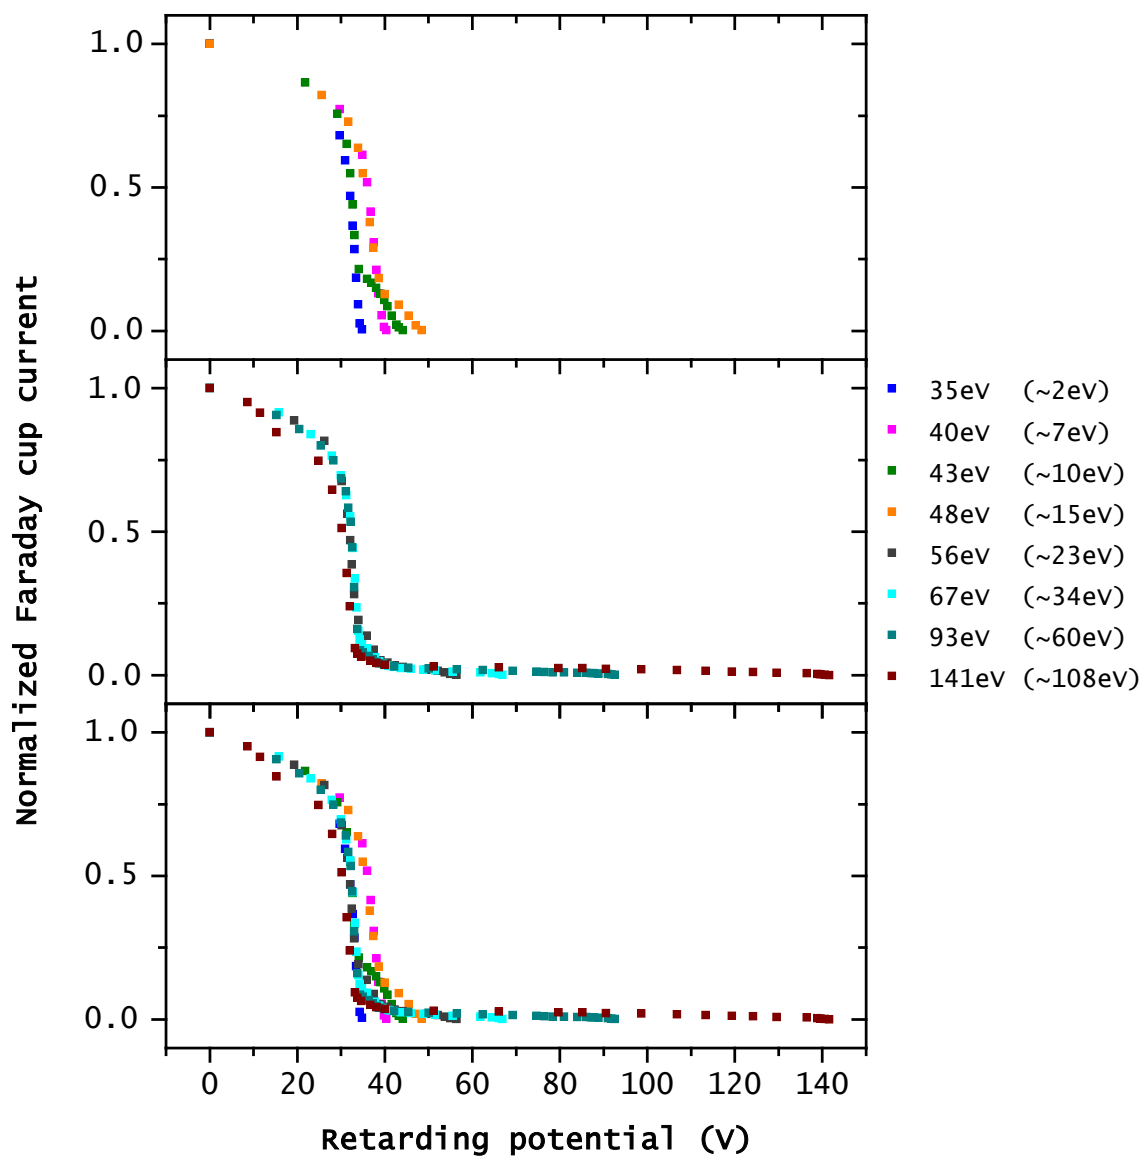 Normalized Faraday cup current
1.0
0.5
0.0
1.0
0.5
0.0
1.0
0.5
0.0
0 20 40 60 80 100 120 140
Retarding potential (V)
35eV (~2eV)
40eV (~7eV)
43eV (~10eV)
48eV (~15eV)
56eV (~23eV)
67eV (~34eV)
93eV (~60eV)
141eV (~108eV)